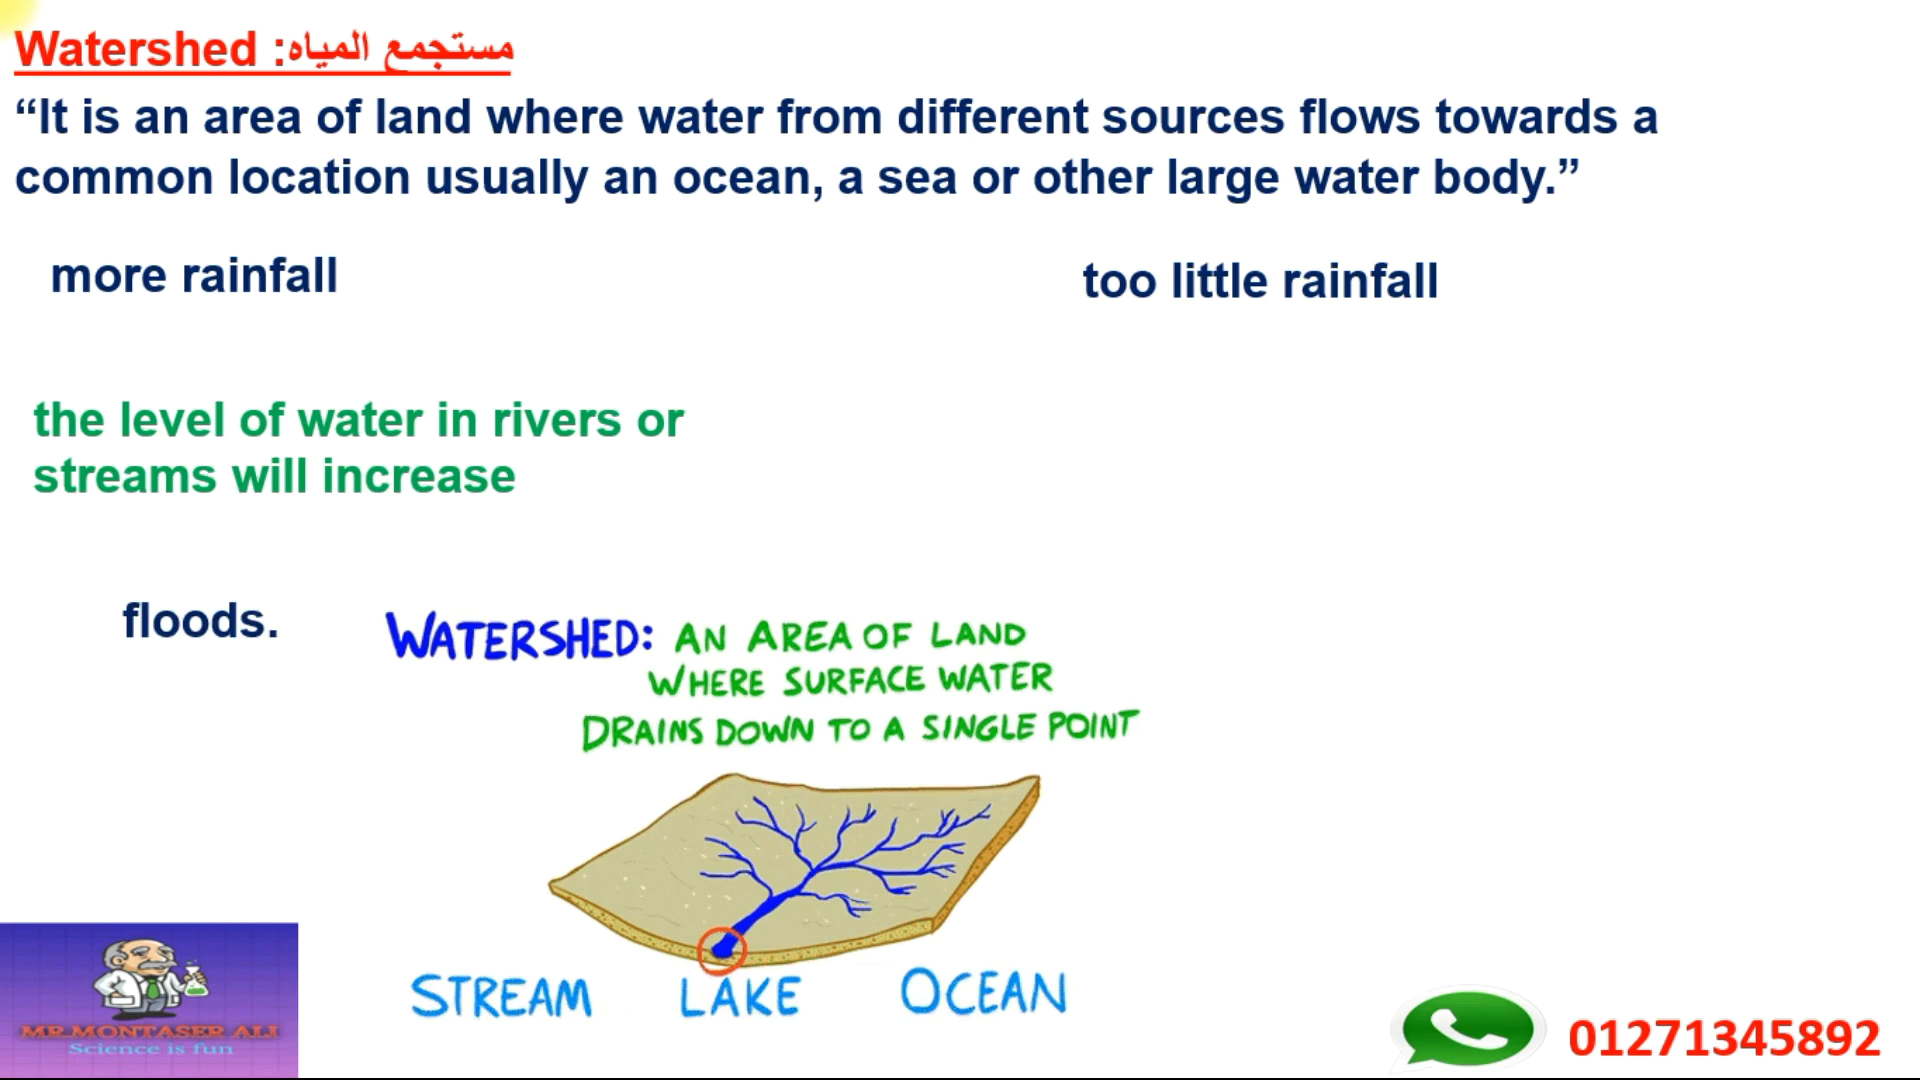 Watershed :مستجمع المياه
“It is an area of land where water from different sources flows towards a
common location usually an ocean, a sea or other large water body.”
more rainfall
too little rainfall
the level of water in rivers or
streams will increase
floods.
WATERSHED: AN AREA OF LAND
WHERE SURFACE WATER
DRAINS DOWN TO A SINGLE POINT
STREAM LAKE OCEAN
MR.MONTASER ALI
Science is fun
01271345892